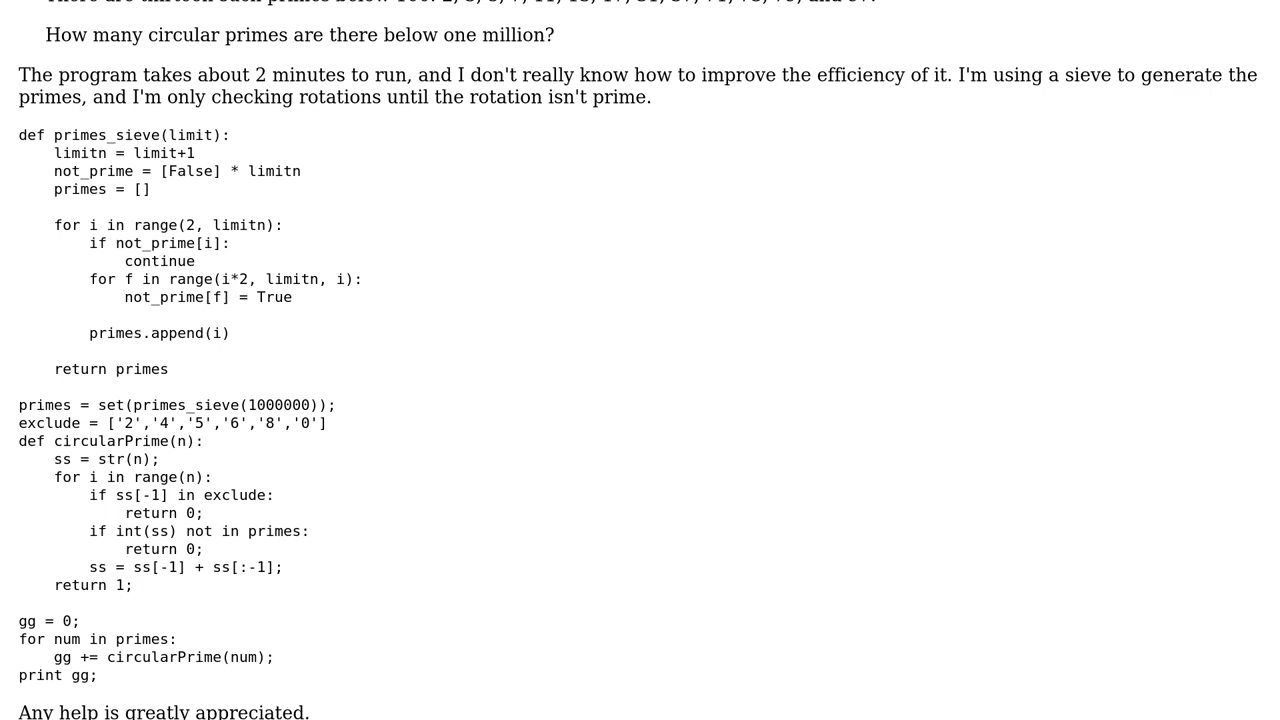 How many circular primes are there below one million?
The program takes about 2 minutes to run, and I don't really know how to improve the efficiency of it. I'm using a sieve to generate the
primes, and I'm only checking rotations until the rotation isn't prime.
def primes_sieve(limit):
    limitn = limit+1
    not_prime = [False] * limitn
    primes = []

    for i in range(2, limitn):
        if not_prime[i]:
            continue
        for f in range(i*2, limitn, i):
            not_prime[f] = True

        primes.append(i)

    return primes

primes = set(primes_sieve(1000000));
exclude = ['2','4','5','6','8','0']
def circularPrime(n):
    ss = str(n);
    for i in range(n):
        if ss[-1] in exclude:
            return 0;
        if int(ss) not in primes:
            return 0;
        ss = ss[-1] + ss[:-1];
    return 1;

gg = 0;
for num in primes:
    gg += circularPrime(num);
print gg;
Any help is greatly appreciated.